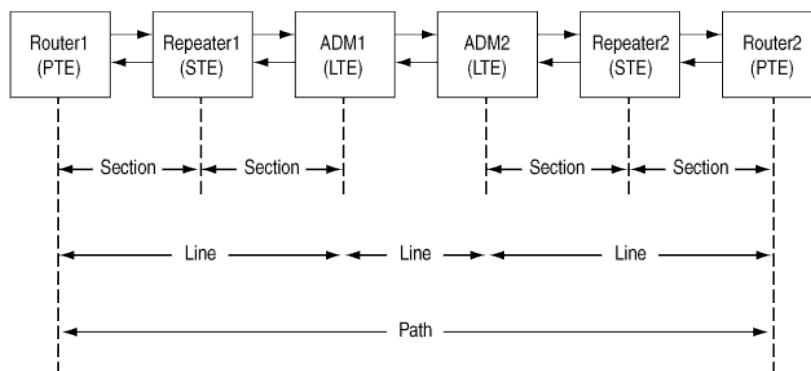 Router1
(PTE)
Repeater1
(STE)
ADM1
(LTE)
ADM2
(LTE)
Repeater2
(STE)
Router2
(PTE)
Section
Section
Section
Section
Line
Line
Line
Path